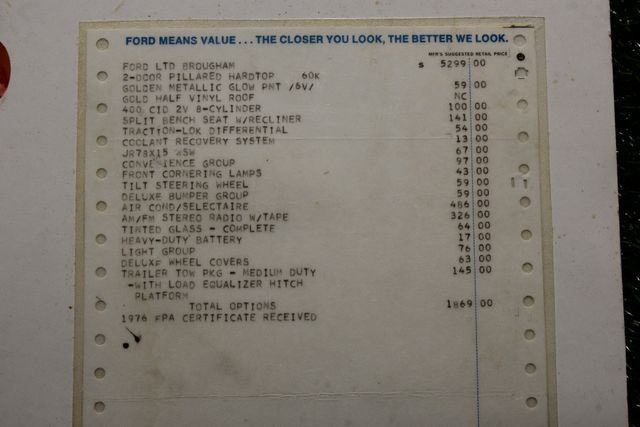 FORD MEANS VALUE... THE CLOSER YOU LOOK, THE BETTER WE LOOK.
MFR'S SUGGESTED RETAIL PRICE
FORD LTD BROUGHAM $ 5299 00
2-DOOR PILLARED HARDTOP 60K
GOLDEN METALLIC GLOW PNT /6V/ 59 00
GOLD HALF VINYL ROOF NC
400 CID 2V 8-CYLINDER 100 00
SPLIT BENCH SEAT W/RECLINER 141 00
TRACTION-LOK DIFFERENTIAL 54 00
COOLANT RECOVERY SYSTEM 13 00
JR78X15 WSW 67 00
CONVENIENCE GROUP 97 00
FRONT CORNERING LAMPS 43 00
TILT STEERING WHEEL 59 00
DELUXE BUMPER GROUP 59 00
AIR COND/SELECTAIRE 486 00
AM/FM STEREO RADIO W/TAPE 326 00
TINTED GLASS - COMPLETE 64 00
HEAVY-DUTY BATTERY 17 00
LIGHT GROUP 76 00
DELUXE WHEEL COVERS 63 00
TRAILER TOW PKG - MEDIUM DUTY 145 00
-WITH LOAD EQUALIZER HITCH
PLATFORM
TOTAL OPTIONS 1869 00
1976 EPA CERTIFICATE RECEIVED